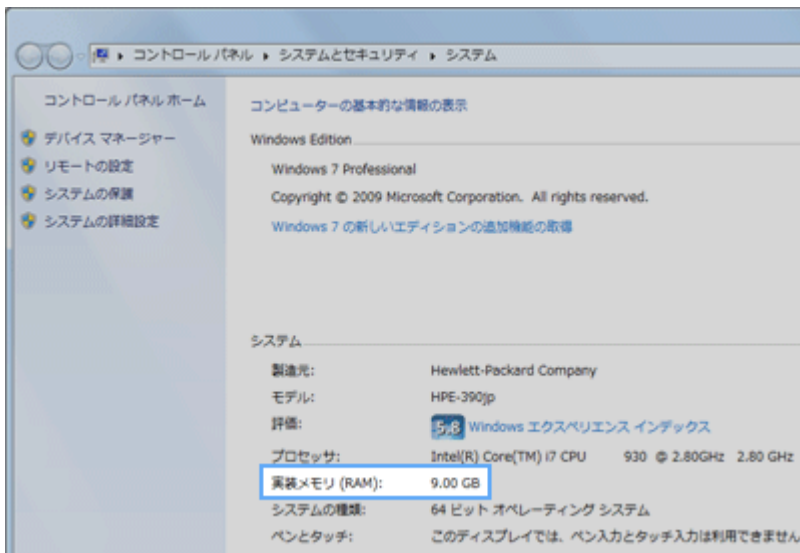 コントロール パネル ▸ システムとセキュリティ ▸ システム
コントロール パネル ホーム
デバイス マネージャー
リモートの設定
システムの保護
システムの詳細設定
コンピューターの基本的な情報の表示
Windows Edition
Windows 7 Professional
Copyright © 2009 Microsoft Corporation. All rights reserved.
Windows 7 の新しいエディションの追加機能の取得
システム
製造元: Hewlett-Packard Company
モデル: HPE-390jp
評価: 5.8 Windows エクスペリエンス インデックス
プロセッサ: Intel(R) Core(TM) i7 CPU 930 @ 2.80GHz 2.80 GHz
実装メモリ (RAM): 9.00 GB
システムの種類: 64 ビット オペレーティング システム
ペンとタッチ: このディスプレイでは、ペン入力とタッチ入力は利用できません